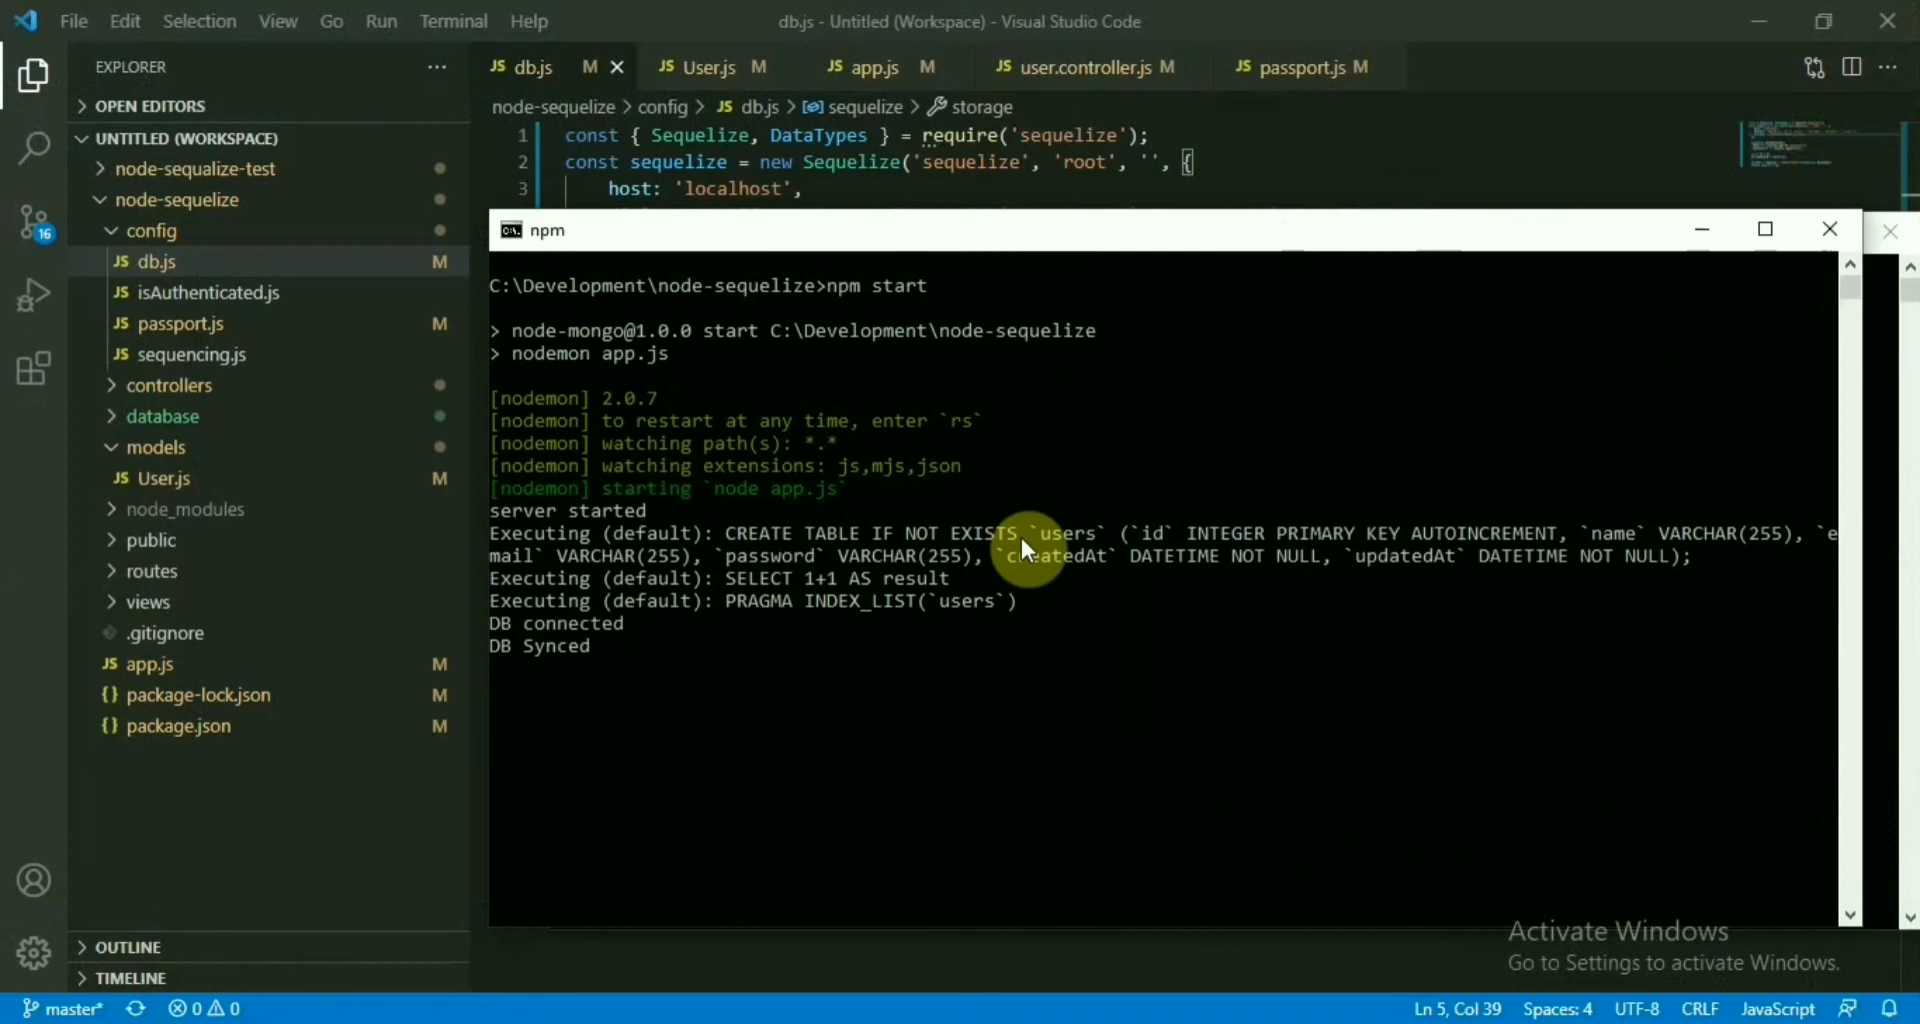 File Edit Selection View Go Run Terminal Help
db.js - Untitled (Workspace) - Visual Studio Code
EXPLORER
OPEN EDITORS
UNTITLED (WORKSPACE)
node-sequalize-test
node-sequelize
config
JS db.js M
JS isAuthenticated.js
JS passport.js M
JS sequencing.js
controllers
database
models
JS User.js M
node_modules
public
routes
views
.gitignore
JS app.js M
{} package-lock.json M
{} package.json M
OUTLINE
TIMELINE
16
JS db.js M JS User.js M JS app.js M JS user.controller.js M JS passport.js M
node-sequelize > config > JS db.js > sequelize > storage
1 const { Sequelize, DataTypes } = require('sequelize');
2 const sequelize = new Sequelize('sequelize', 'root', '', {
3 host: 'localhost',
C:\. npm
C:\Development\node-sequelize>npm start
> node-mongo@1.0.0 start C:\Development\node-sequelize
> nodemon app.js
[nodemon] 2.0.7
[nodemon] to restart at any time, enter `rs`
[nodemon] watching path(s): *.*
[nodemon] watching extensions: js,mjs,json
[nodemon] starting `node app.js`
server started
Executing (default): CREATE TABLE IF NOT EXISTS `users` (`id` INTEGER PRIMARY KEY AUTOINCREMENT, `name` VARCHAR(255), `e
mail` VARCHAR(255), `password` VARCHAR(255), `createdAt` DATETIME NOT NULL, `updatedAt` DATETIME NOT NULL);
Executing (default): SELECT 1+1 AS result
Executing (default): PRAGMA INDEX_LIST(`users`)
DB connected
DB Synced
Activate Windows
Go to Settings to activate Windows.
master* 0 0 Ln 5, Col 39 Spaces: 4 UTF-8 CRLF JavaScript